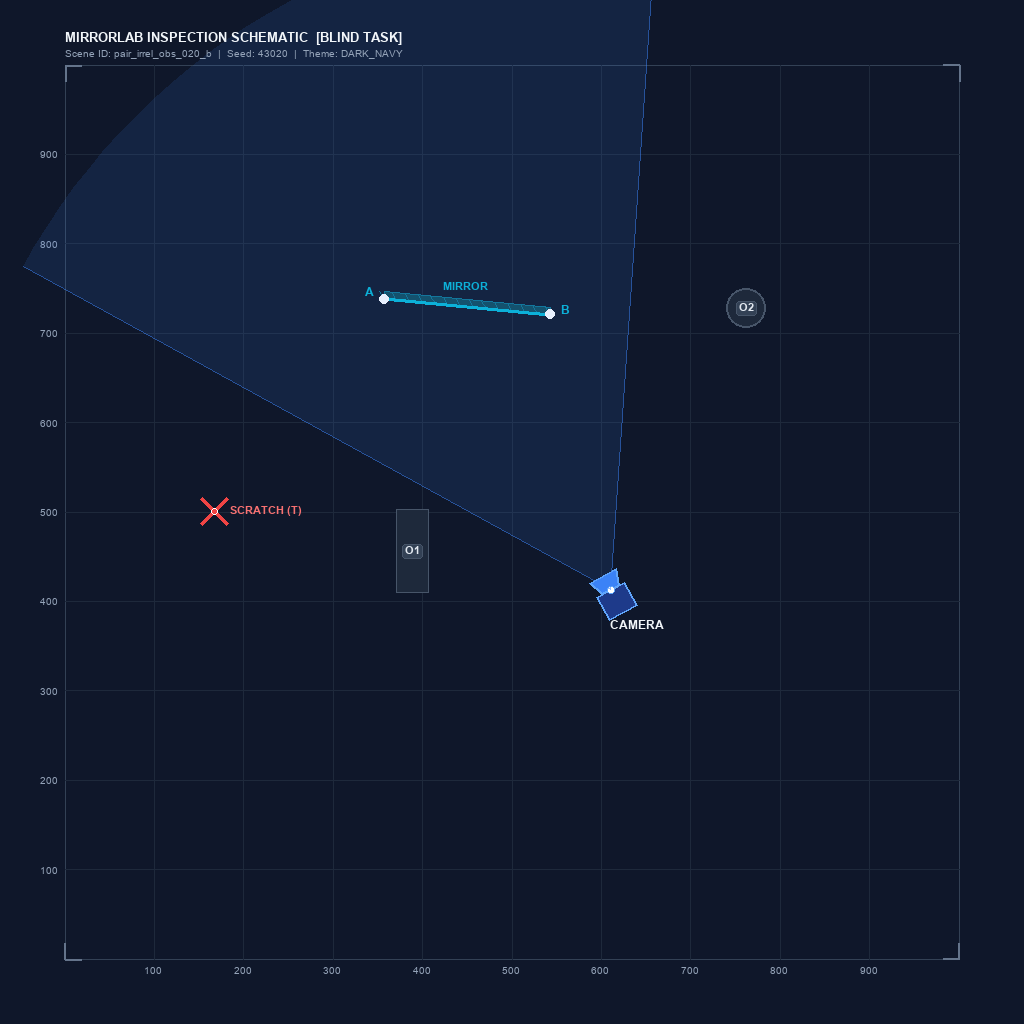 MIRRORLAB INSPECTION SCHEMATIC [BLIND TASK]
Scene ID: pair_irrel_obs_020_b | Seed: 43020 | Theme: DARK_NAVY
900
800
700
600
500
400
300
200
100
A
MIRROR
B
O2
SCRATCH (T)
O1
CAMERA
100
200
300
400
500
600
700
800
900